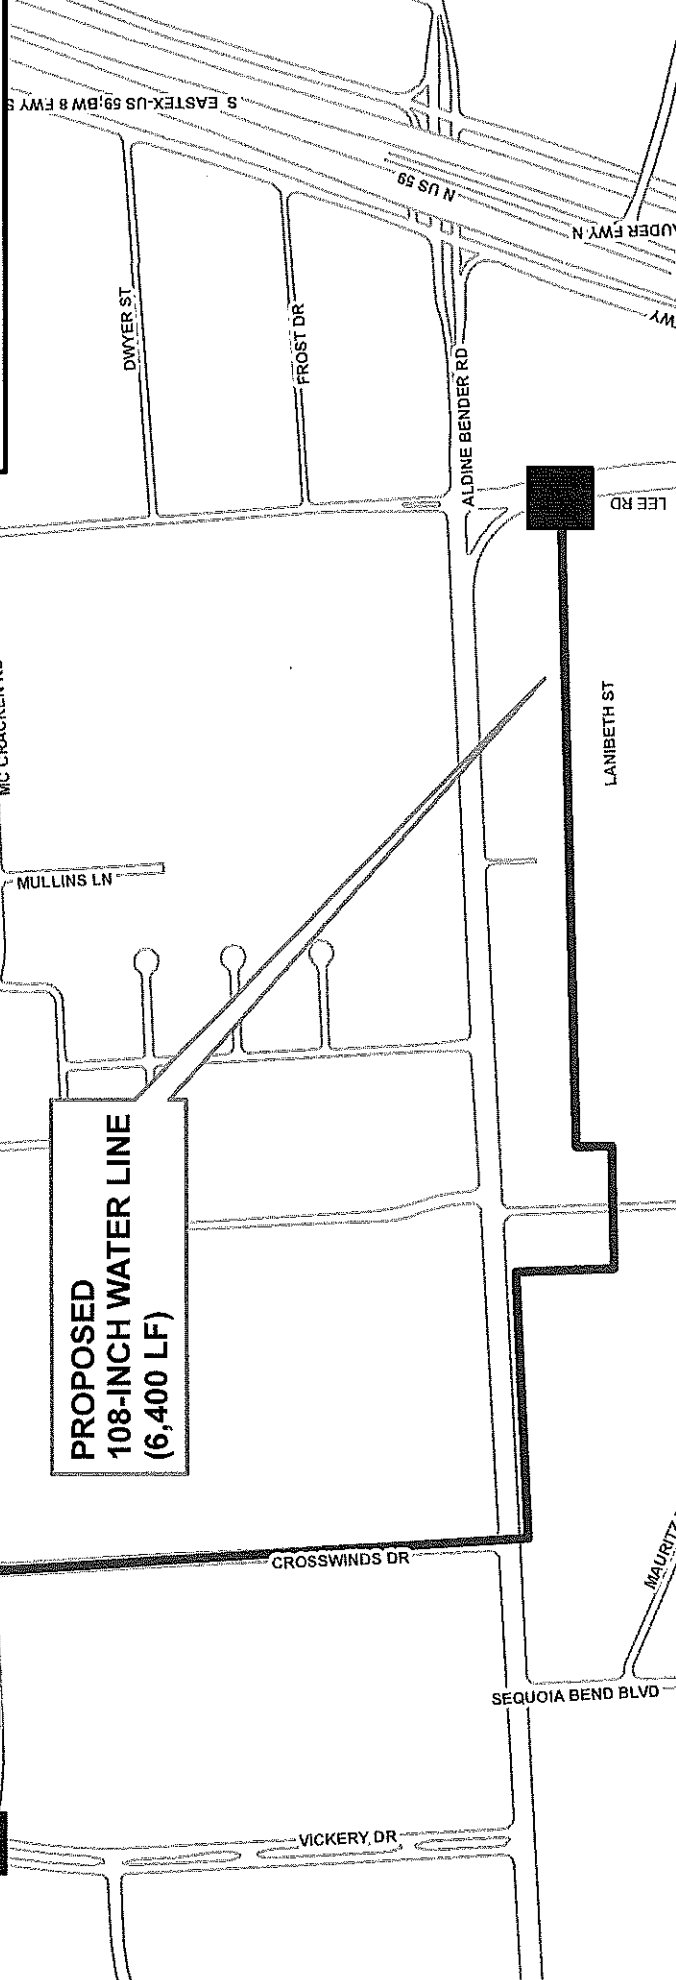 S EASTEX-US 59;BW 8 FWY
N US 59
DWYER ST
FROST DR
ALDINE BENDER RD
LEE RD
LANIBETH ST
MULLINS LN
PROPOSED
108-INCH WATER LINE
(6,400 LF)
CROSSWINDS DR
MAURITZ
SEQUOIA BEND BLVD
VICKERY DR
FWY N